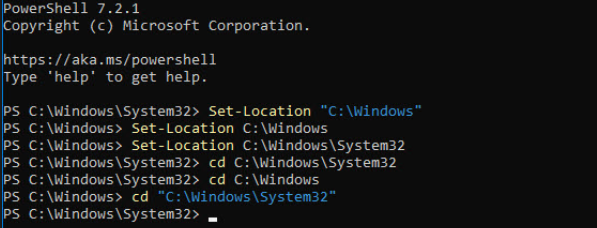 PowerShell 7.2.1
Copyright (c) Microsoft Corporation.
https://aka.ms/powershell
Type 'help' to get help.
PS C:\Windows\System32> Set-Location "C:\Windows"
PS C:\Windows> Set-Location C:\Windows
PS C:\Windows> Set-Location C:\Windows\System32
PS C:\Windows\System32> cd C:\Windows\System32
PS C:\Windows\System32> cd C:\Windows
PS C:\Windows> cd "C:\Windows\System32"
PS C:\Windows\System32>